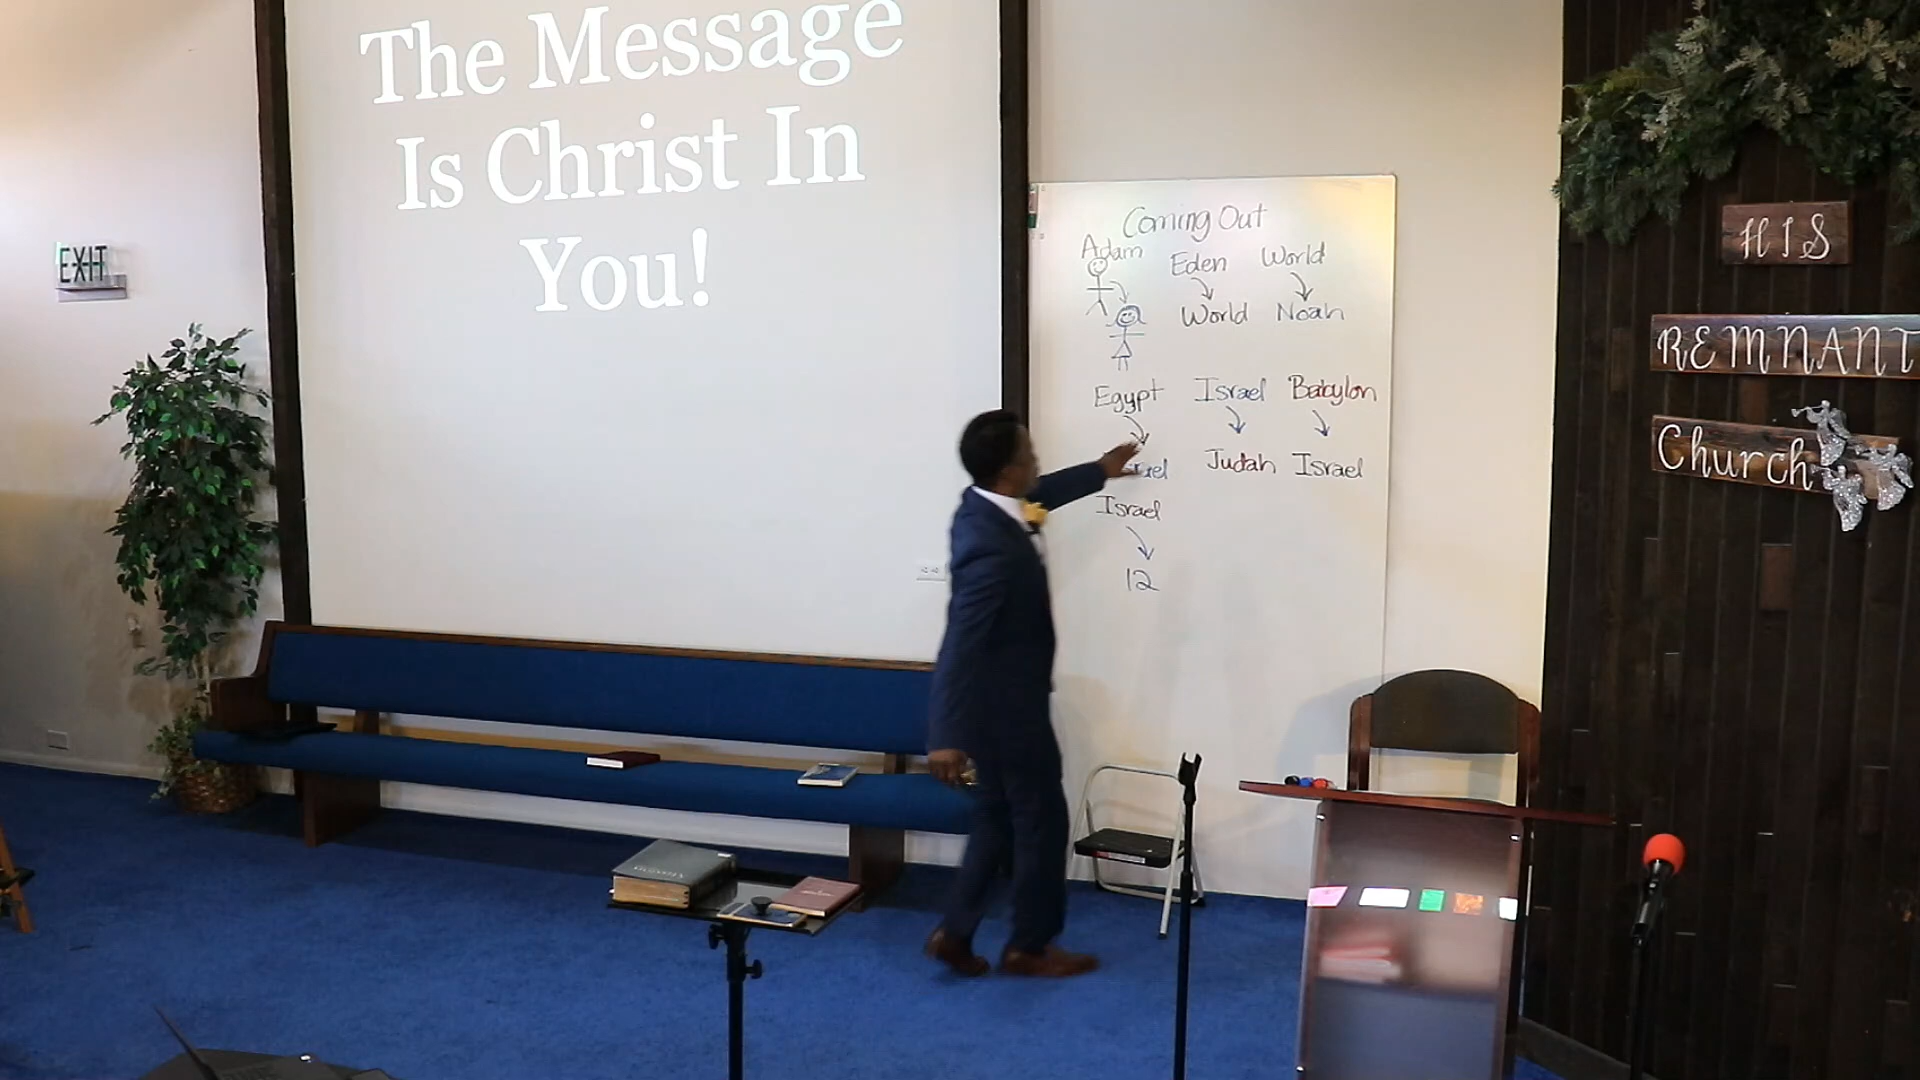 The Message
Is Christ In
You!
EXIT
Coming Out
Adam Eden World
World Noah
Egypt Israel Babylon
Judah Israel
Israel
12
HIS
REMNANT
Church